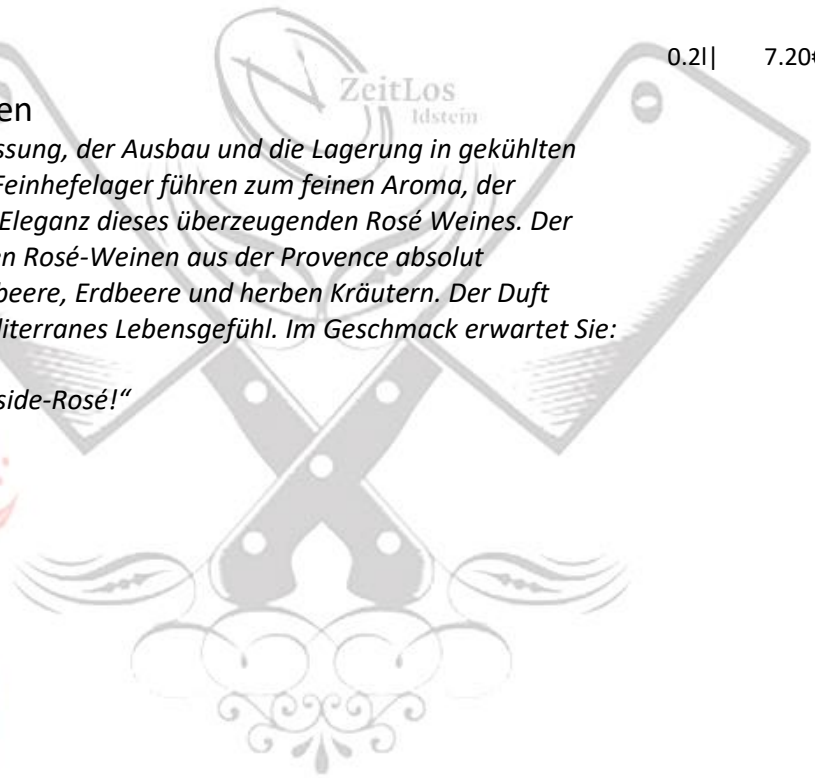 0.2l| 7.20€
ZeitLos
Idstein
en
ssung, der Ausbau und die Lagerung in gekühlten
Feinhefelager führen zum feinen Aroma, der
Eleganz dieses überzeugenden Rosé Weines. Der
en Rosé-Weinen aus der Provence absolut
beere, Erdbeere und herben Kräutern. Der Duft
diterranes Lebensgefühl. Im Geschmack erwartet Sie:
side-Rosé!“